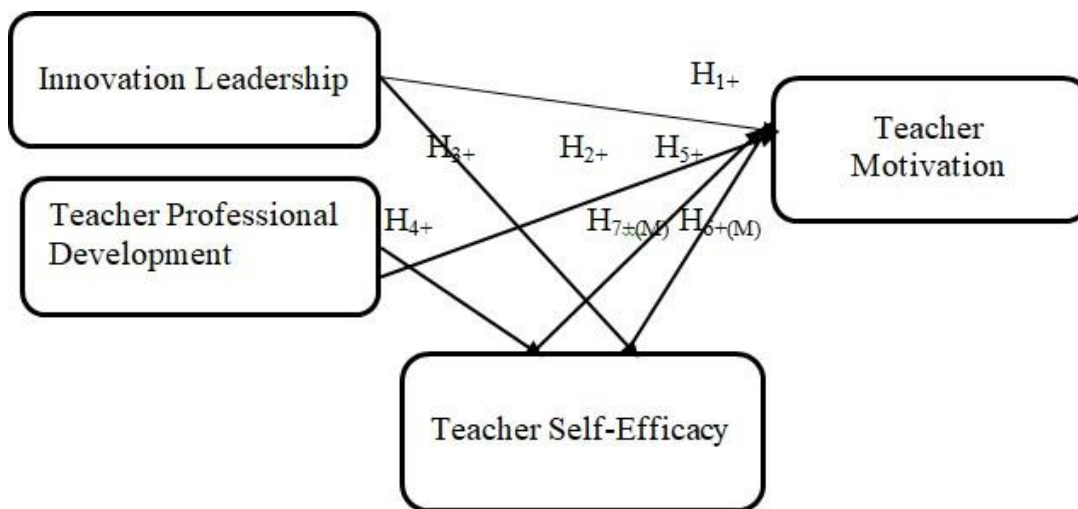 Innovation Leadership
H1+
Teacher
Motivation
H3+
H2+
H5+
Teacher Professional
Development
H4+
H7+(M)
H6+(M)
Teacher Self-Efficacy